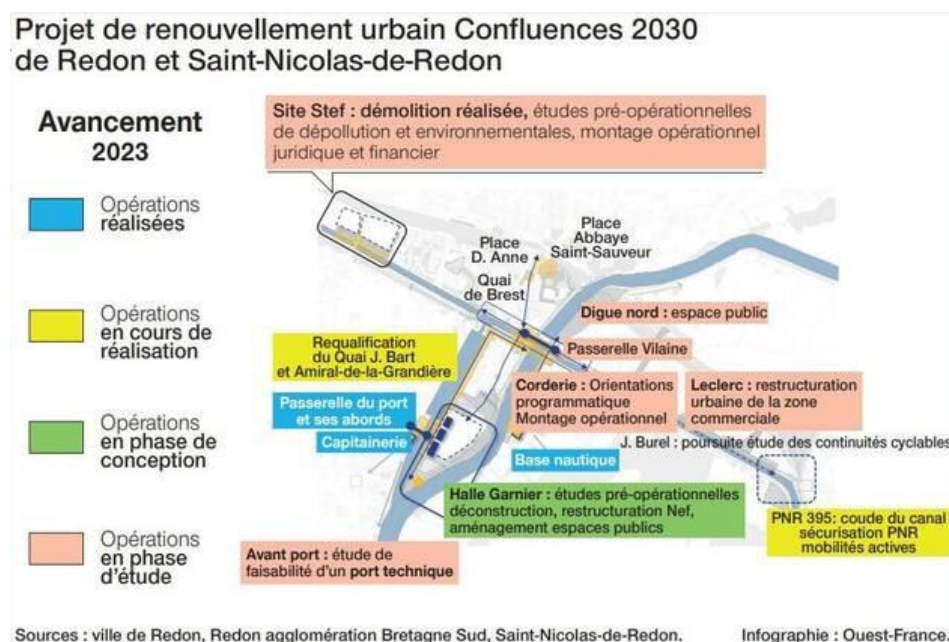 Projet de renouvellement urbain Confluences 2030
de Redon et Saint-Nicolas-de-Redon
Avancement
2023
Opérations
réalisées
Opérations
en cours de
réalisation
Opérations
en phase de
conception
Opérations
en phase
d'étude
Site Stef : démolition réalisée, études pré-opérationnelles
de dépollution et environnementales, montage opérationnel
juridique et financier
Place
D. Anne
Place
Abbaye
Saint-Sauveur
Quai
de Brest
Digue nord : espace public
Passerelle Vilaine
Requalification
du Quai J. Bart
et Amiral-de-la-Grandière
Corderie : Orientations
programmatique
Montage opérationnel
Leclerc : restructuration
urbaine de la zone
commerciale
Passerelle du port
et ses abords
Capitainerie
J. Burel : poursuite étude des continuités cyclables
Base nautique
Halle Garnier : études pré-opérationnelles
déconstruction, restructuration Nef,
aménagement espaces publics
PNR 395: coude du canal
sécurisation PNR
mobilités actives
Avant port : étude de
faisabilité d'un port technique
Sources : ville de Redon, Redon agglomération Bretagne Sud, Saint-Nicolas-de-Redon.
Infographie : Ouest-France